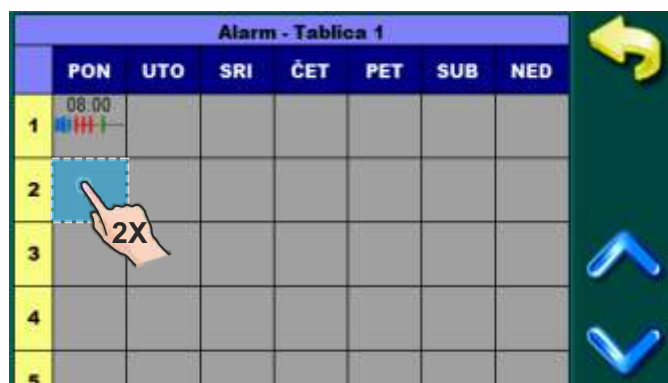 Alarm - Tablica 1
PON UTO SRI ČET PET SUB NED
08:00
1
2
2X
3
4
5